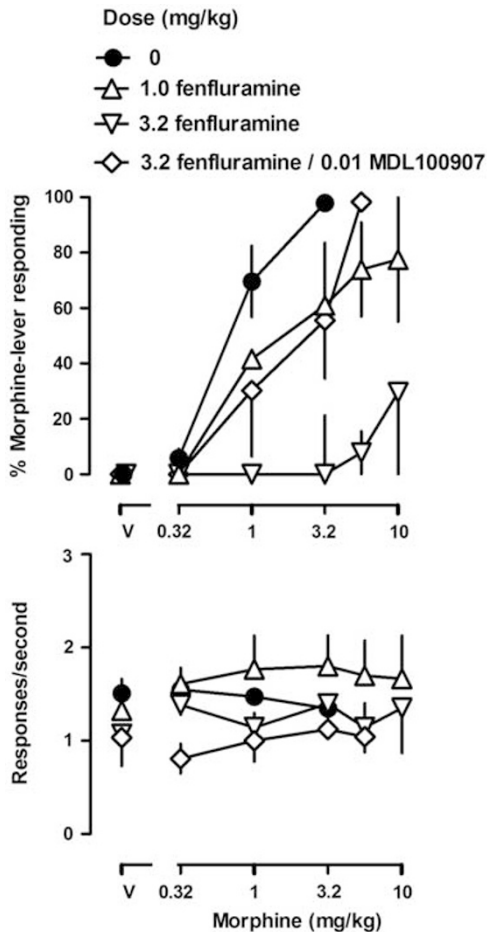 Dose (mg/kg)
0
1.0 fenfluramine
3.2 fenfluramine
3.2 fenfluramine / 0.01 MDL100907
% Morphine-lever responding
100
80
60
40
20
0
V 0.32 1 3.2 10
Responses/second
3
2
1
0
V 0.32 1 3.2 10
Morphine (mg/kg)